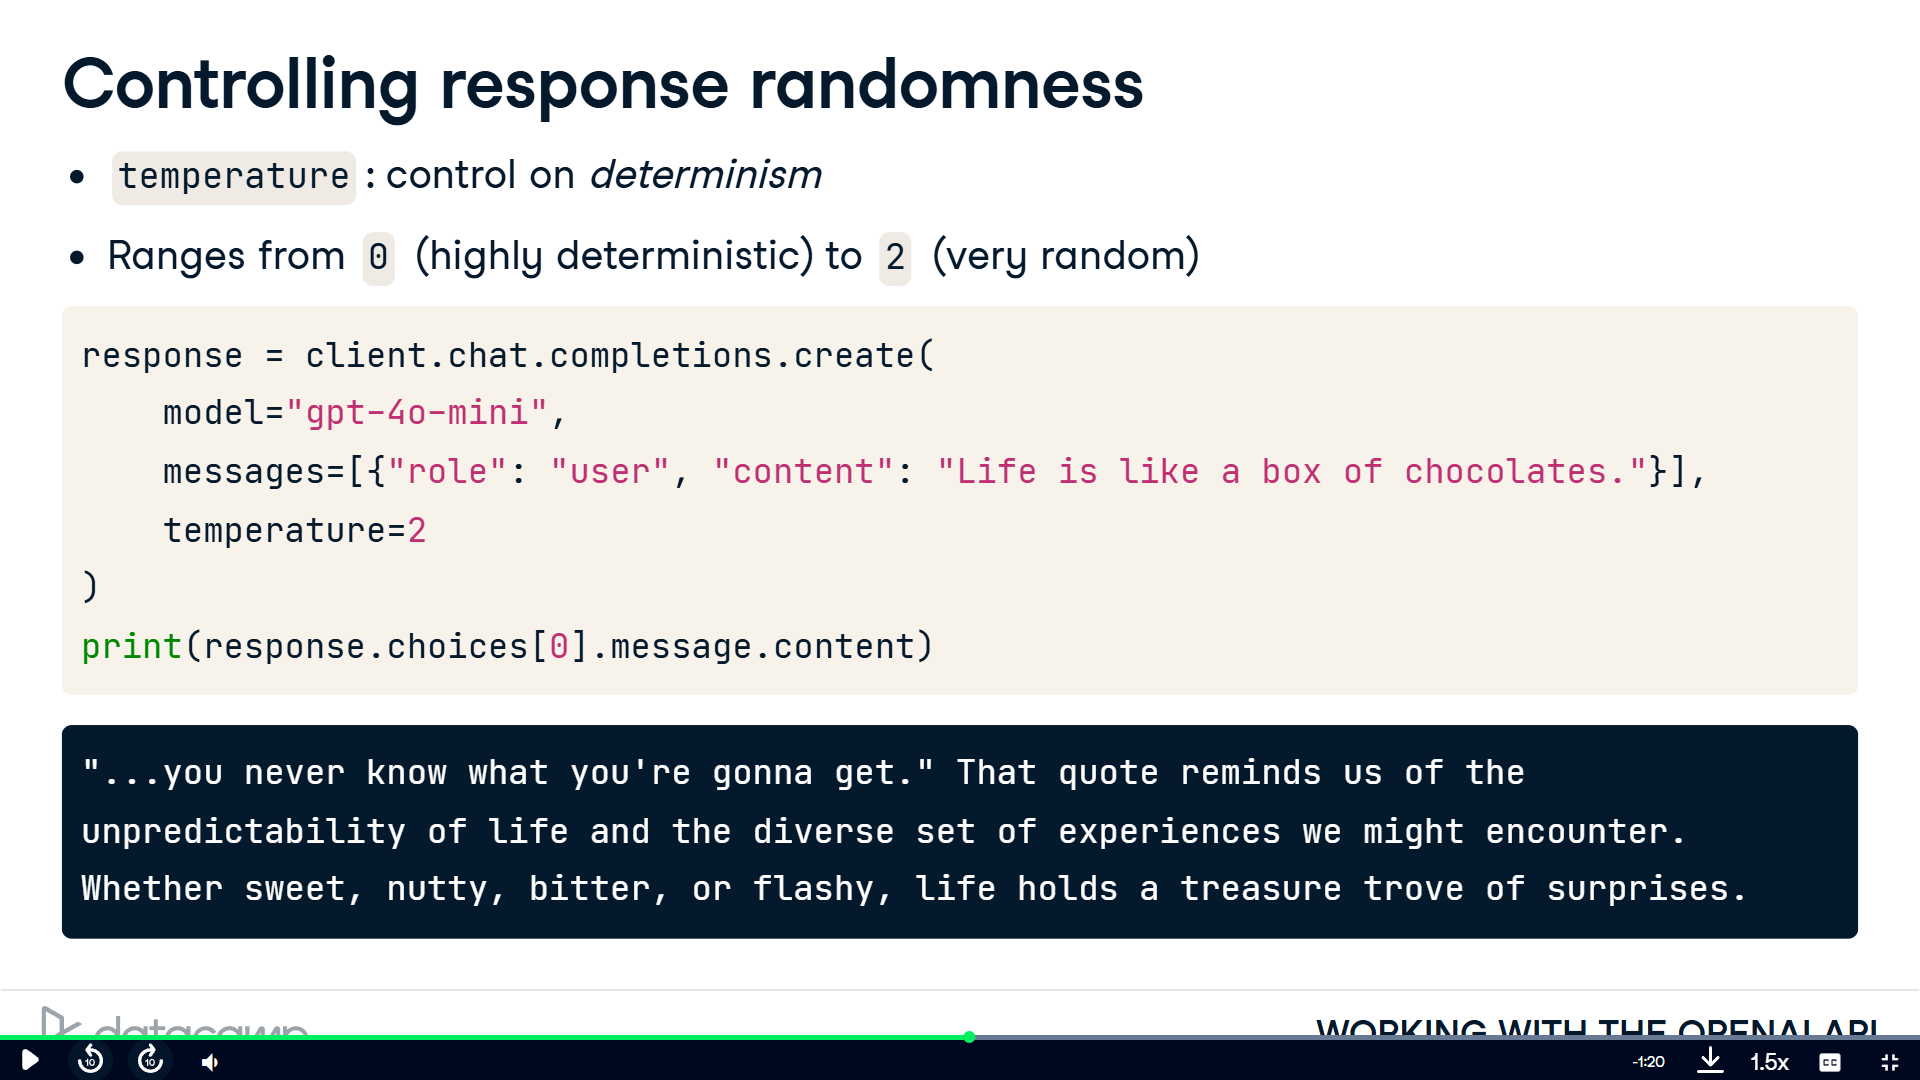 Controlling response randomness
• temperature : control on determinism
• Ranges from 0 (highly deterministic) to 2 (very random)
response = client.chat.completions.create(
    model="gpt-4o-mini",
    messages=[{"role": "user", "content": "Life is like a box of chocolates."}],
    temperature=2
)
print(response.choices[0].message.content)
"...you never know what you're gonna get." That quote reminds us of the
unpredictability of life and the diverse set of experiences we might encounter.
Whether sweet, nutty, bitter, or flashy, life holds a treasure trove of surprises.
datacamp
WORKING WITH THE OPENAI API
10
10
-1:20
1.5x
CC